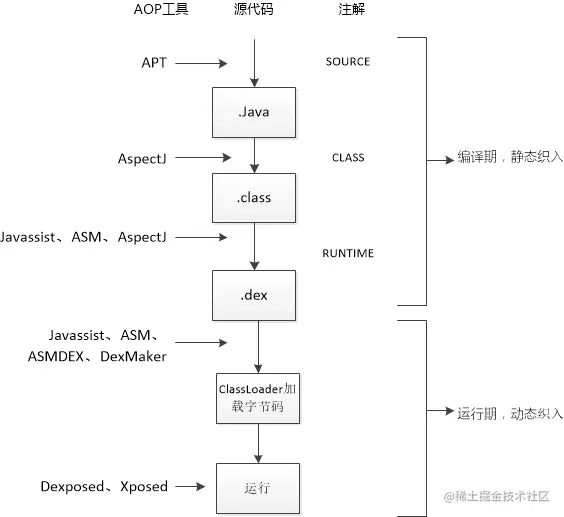 AOP工具 源代码 注解
APT
SOURCE
.Java
AspectJ
CLASS
编译期，静态织入
.class
Javassist、ASM、AspectJ
RUNTIME
.dex
Javassist、ASM、
ASMDEX、DexMaker
ClassLoader加
载字节码
运行期，动态织入
Dexposed、Xposed
运行
@稀土掘金技术社区